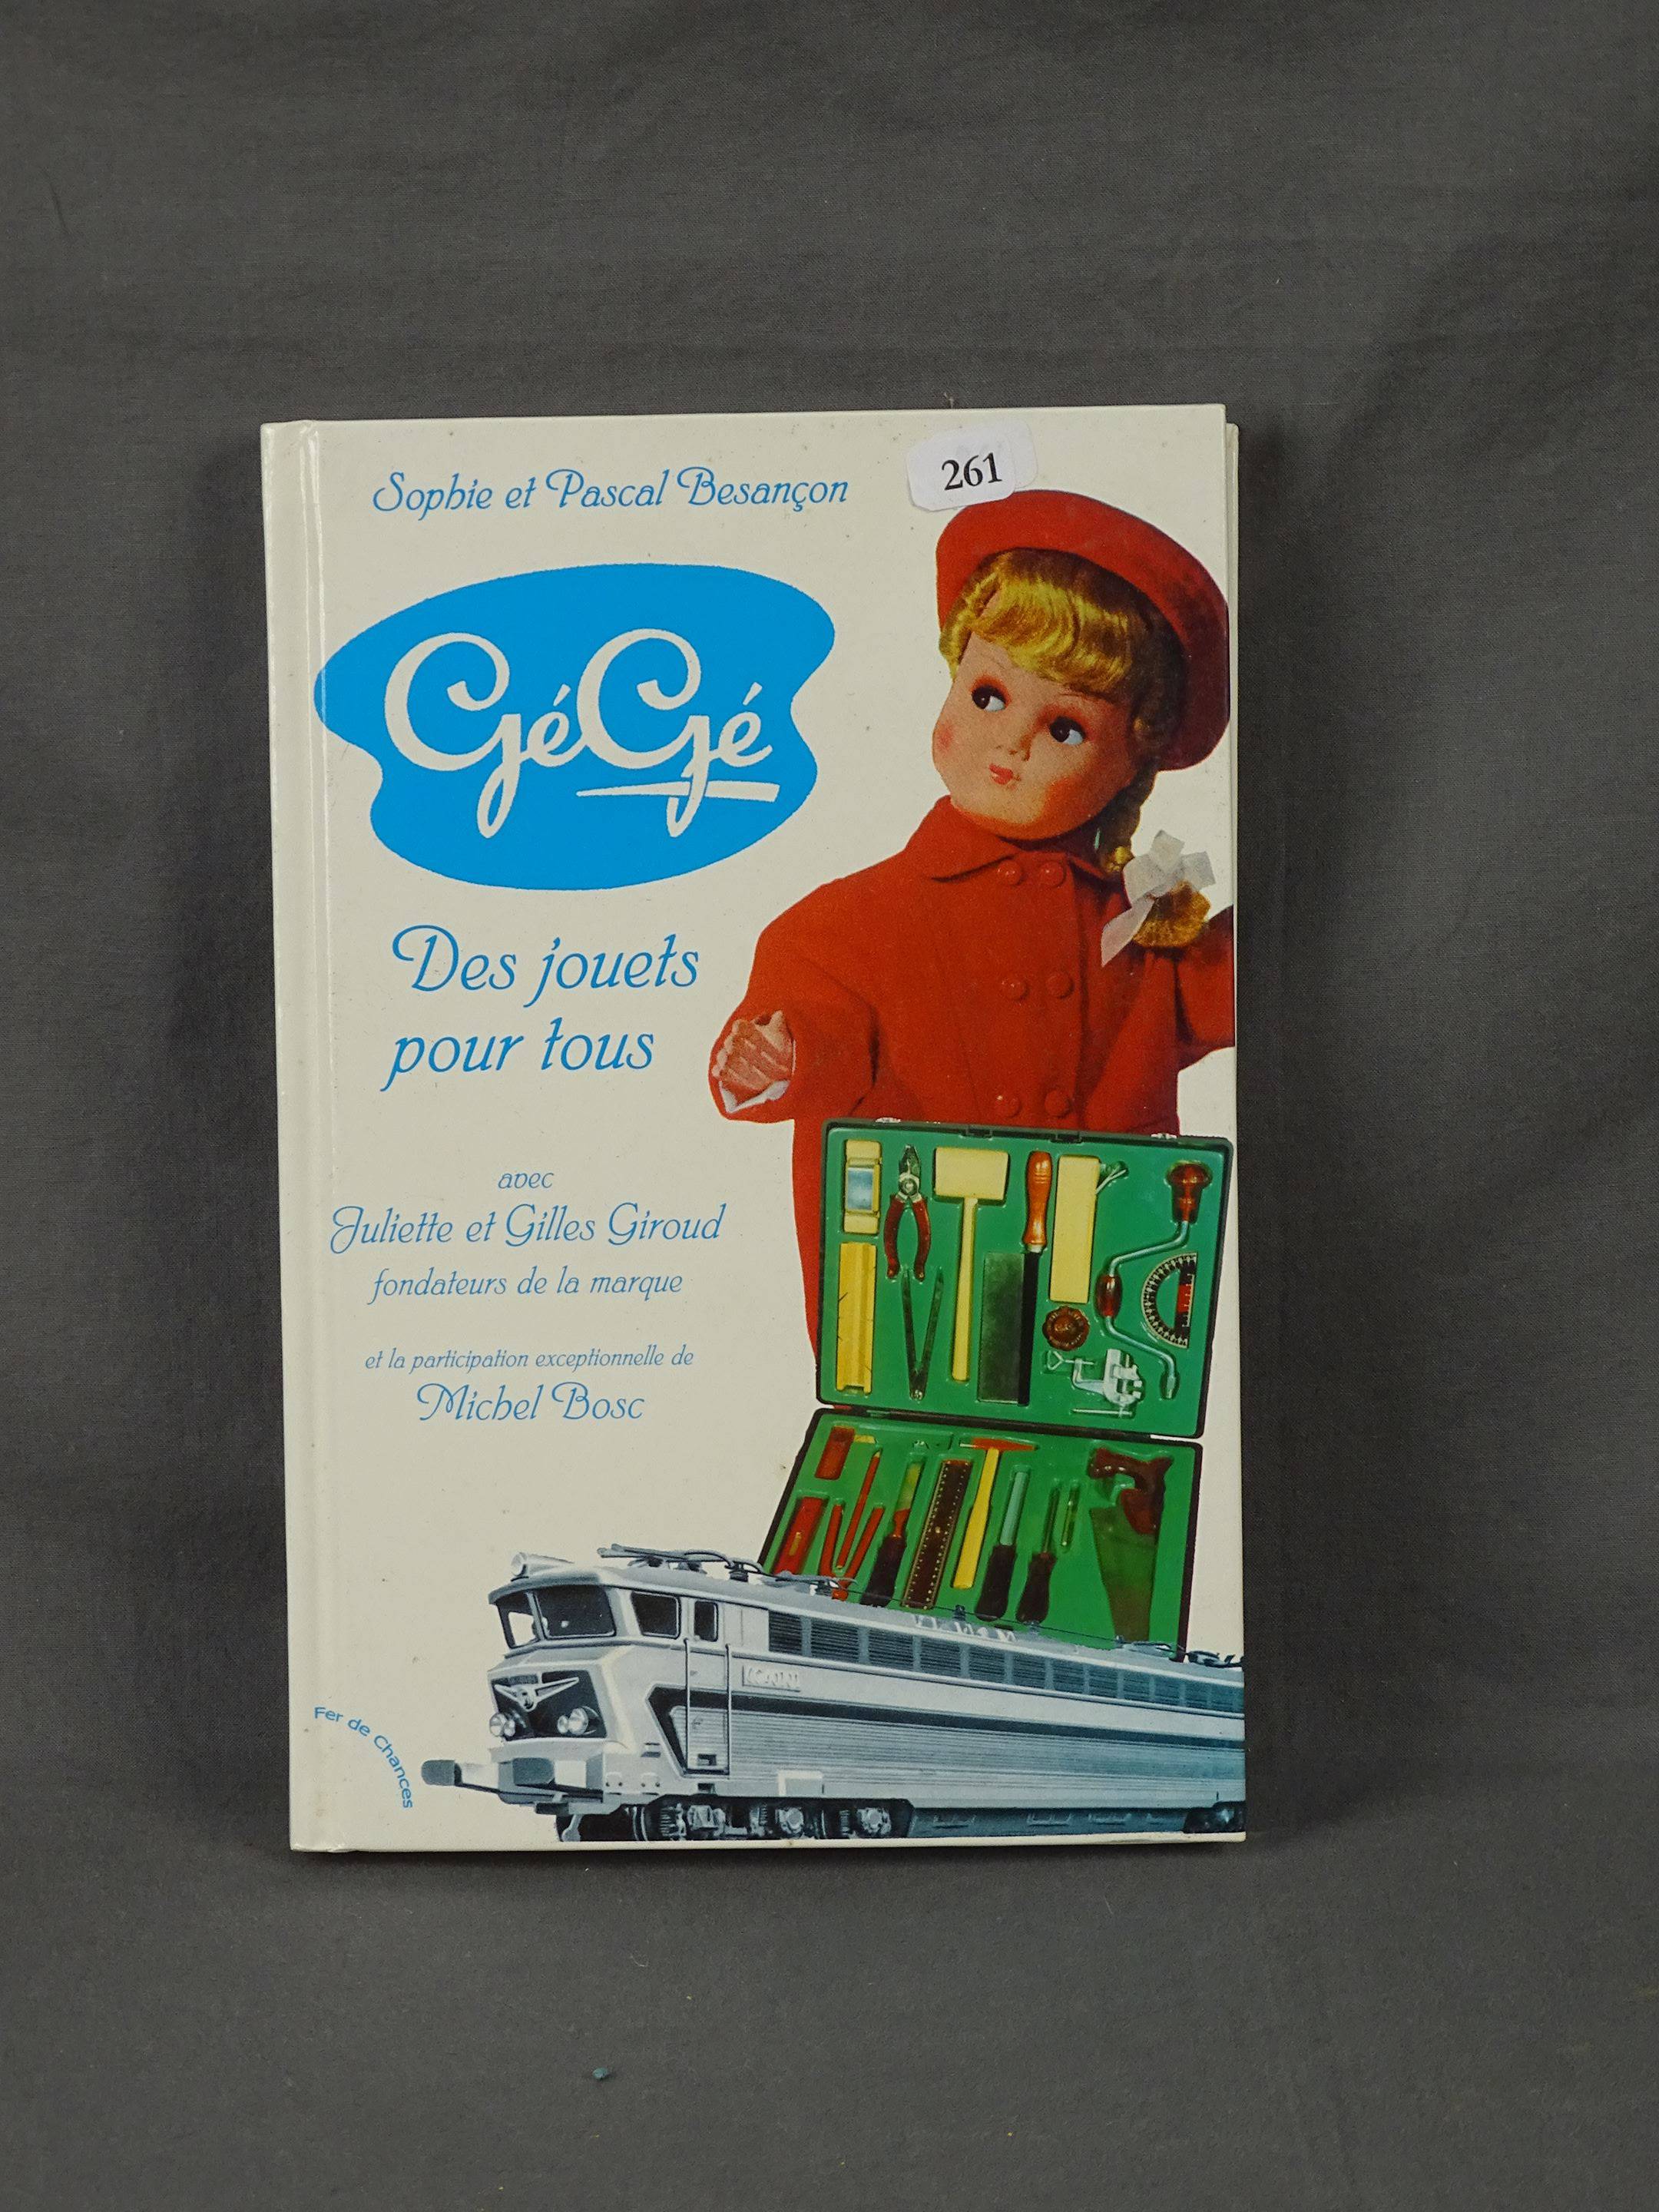 Sophie et Pascal Besançon
261
GéGé
Des jouets
pour tous
avec
Juliette et Gilles Giroud
fondateurs de la marque
et la participation exceptionnelle de
Michel Bosc
Fer de Chances